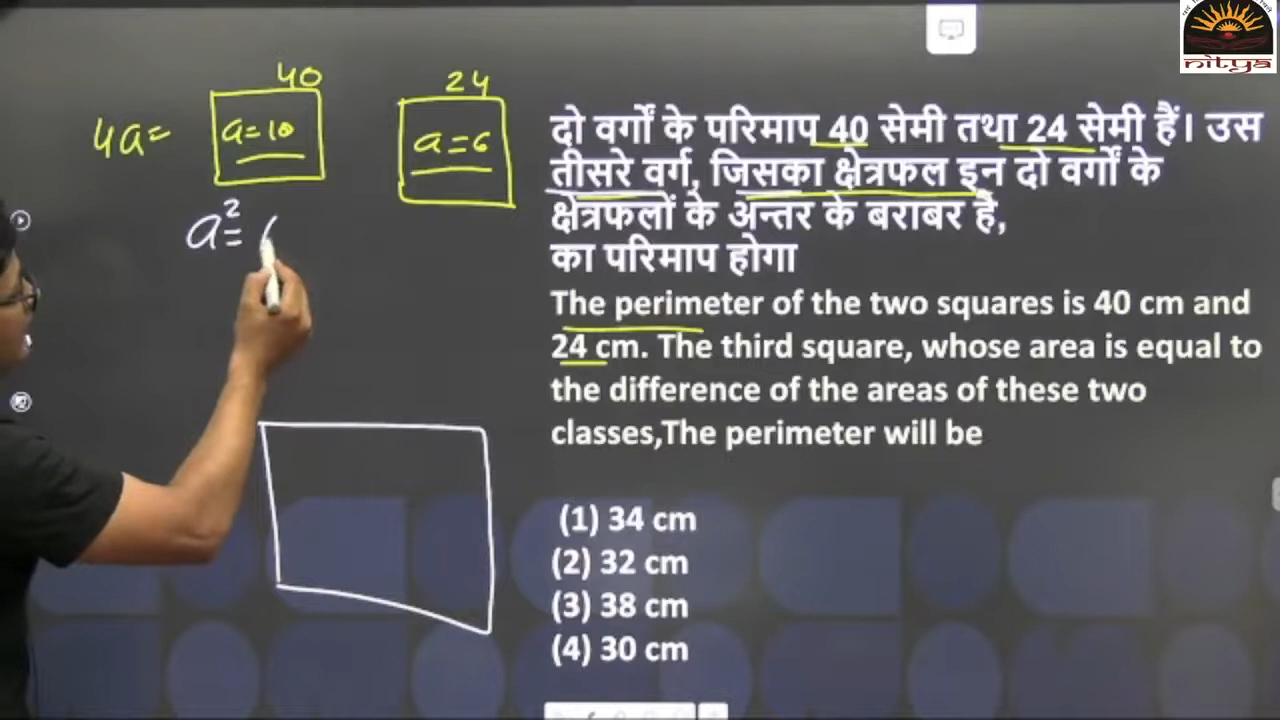 nitya
40
24
4a= a=10
a=6
a²= 
दो वर्गों के परिमाप 40 सेमी तथा 24 सेमी हैं। उस
तीसरे वर्ग, जिसका क्षेत्रफल इन दो वर्गों के
क्षेत्रफलों के अन्तर के बराबर है,
का परिमाप होगा
The perimeter of the two squares is 40 cm and
24 cm. The third square, whose area is equal to
the difference of the areas of these two
classes,The perimeter will be
(1) 34 cm
(2) 32 cm
(3) 38 cm
(4) 30 cm